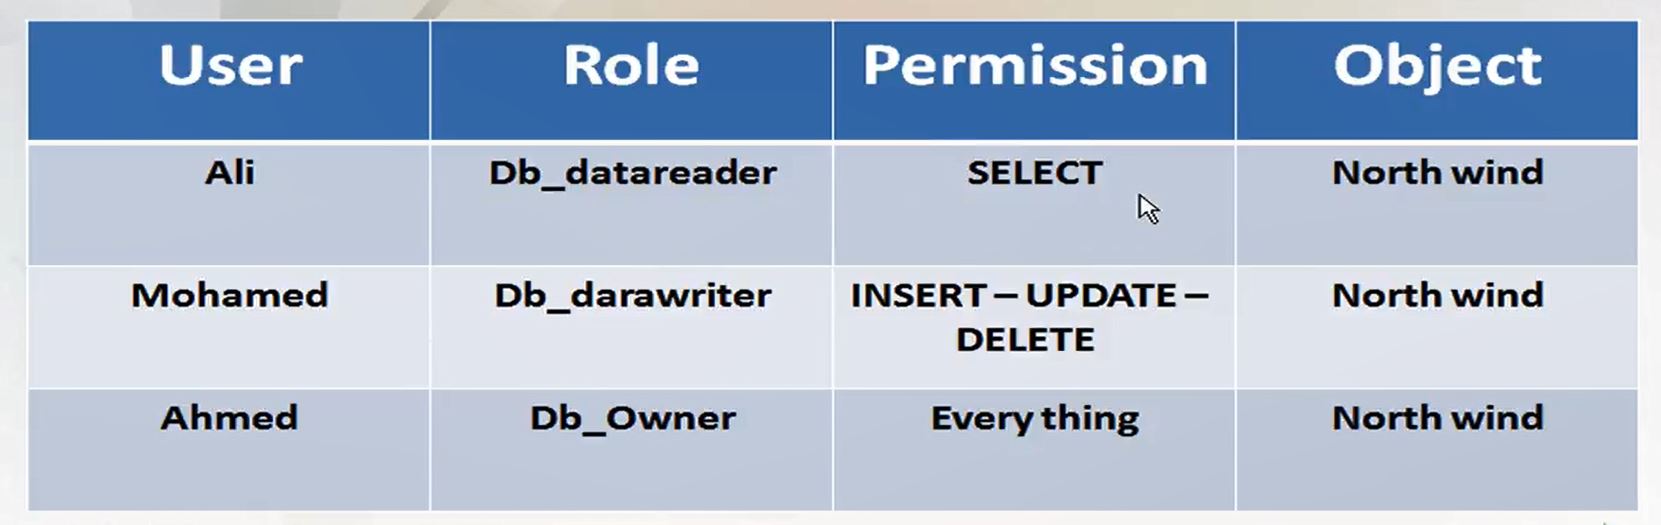 User Role Permission Object
Ali Db_datareader SELECT North wind
Mohamed Db_darawriter INSERT – UPDATE – North wind
DELETE
Ahmed Db_Owner Every thing North wind